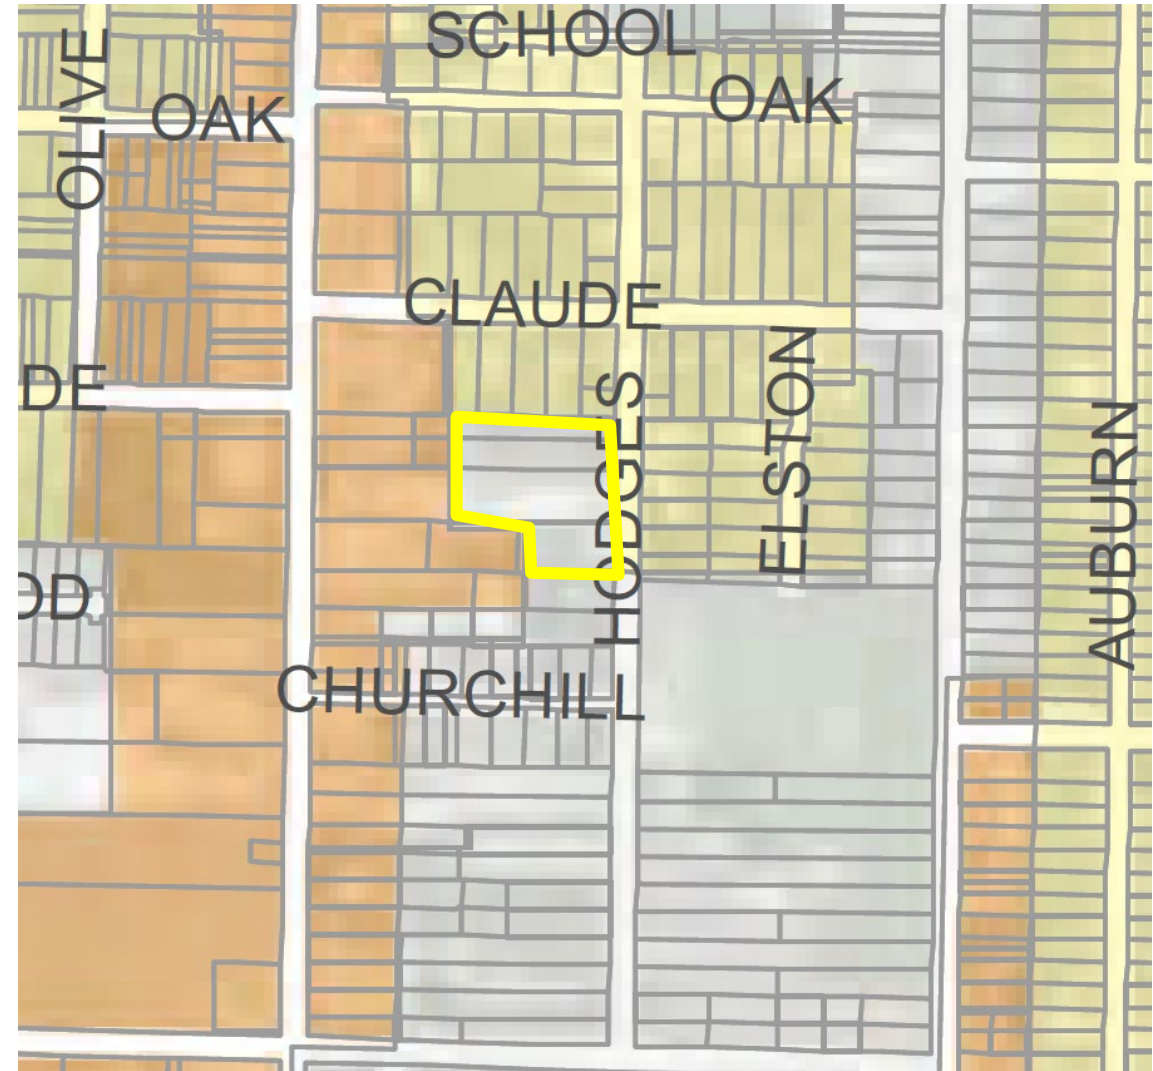 SCHOOL
OLIVE
OAK
OAK
CLAUDE
DE
HODGES
ELSTON
AUBURN
OD
CHURCHILL